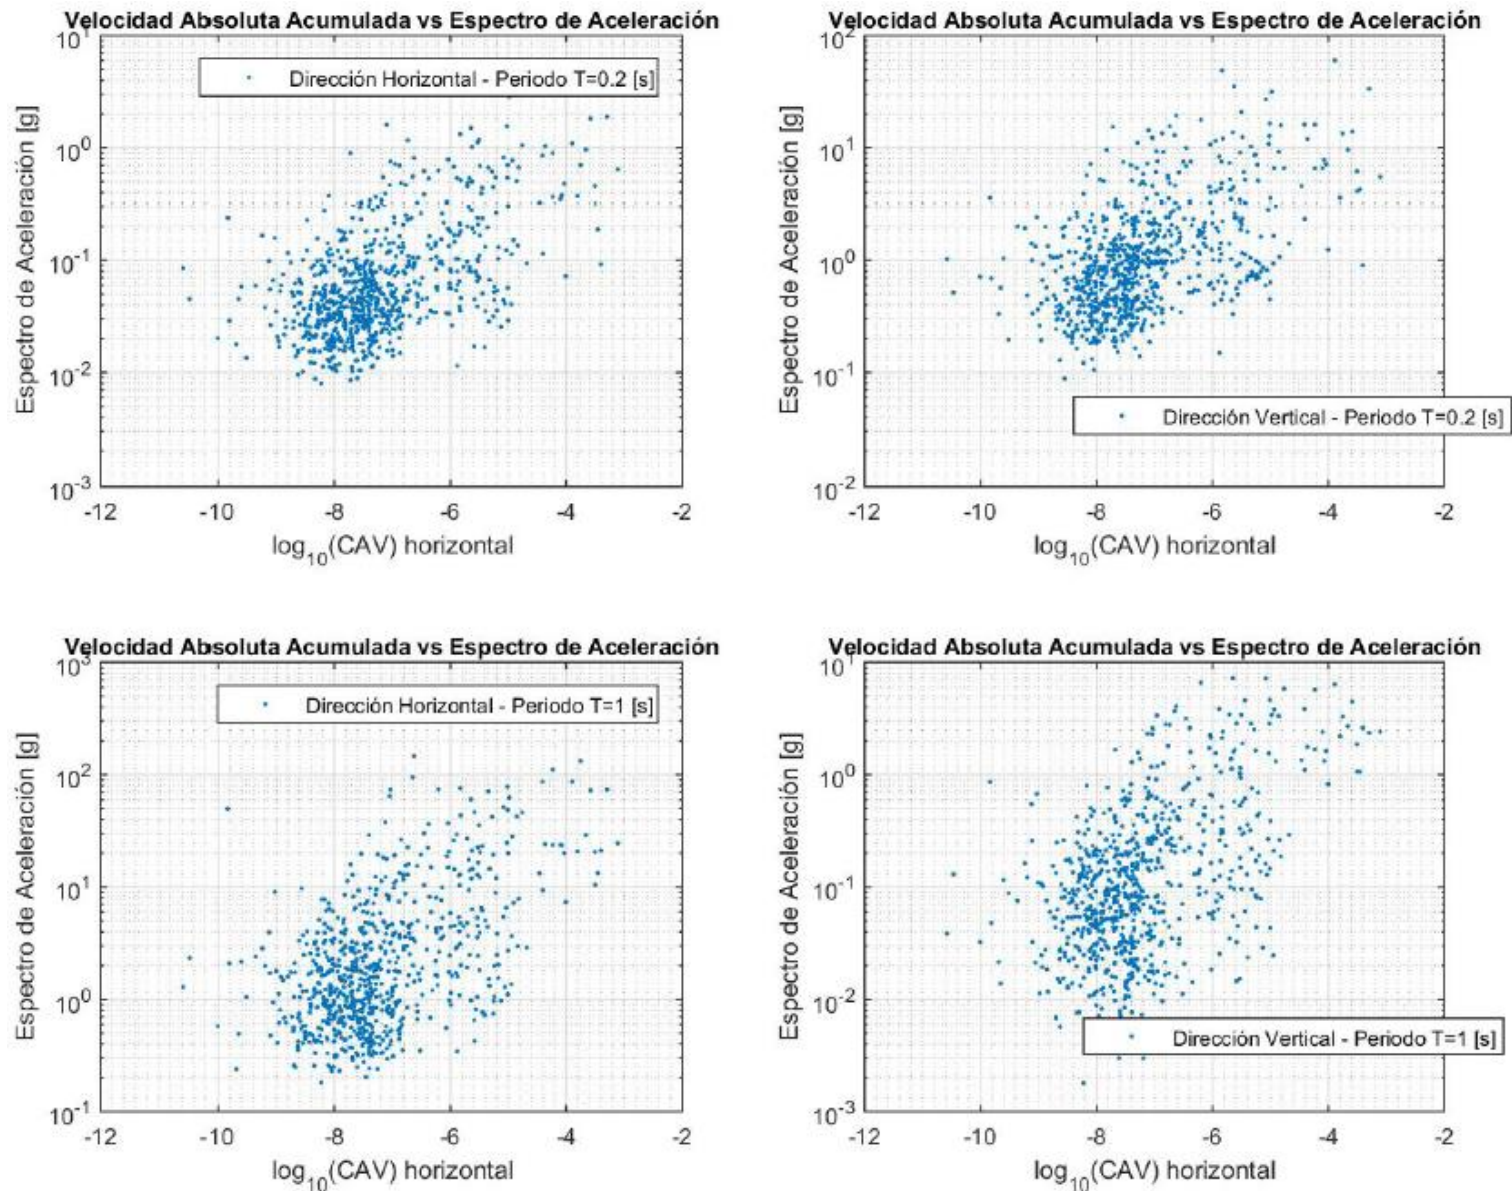 Velocidad Absoluta Acumulada vs Espectro de Aceleración
10^1
10^0
10^-1
10^-2
10^-3
Espectro de Aceleración [g]
Dirección Horizontal - Periodo T=0.2 [s]
-12 -10 -8 -6 -4 -2
log_10(CAV) horizontal
Velocidad Absoluta Acumulada vs Espectro de Aceleración
10^2
10^1
10^0
10^-1
10^-2
Espectro de Aceleración [g]
Dirección Vertical - Periodo T=0.2 [s]
-12 -10 -8 -6 -4 -2
log_10(CAV) horizontal
Velocidad Absoluta Acumulada vs Espectro de Aceleración
10^3
10^2
10^1
10^0
10^-1
Espectro de Aceleración [g]
Dirección Horizontal - Periodo T=1 [s]
-12 -10 -8 -6 -4 -2
log_10(CAV) horizontal
Velocidad Absoluta Acumulada vs Espectro de Aceleración
10^1
10^0
10^-1
10^-2
10^-3
Espectro de Aceleración [g]
Dirección Vertical - Periodo T=1 [s]
-12 -10 -8 -6 -4 -2
log_10(CAV) horizontal